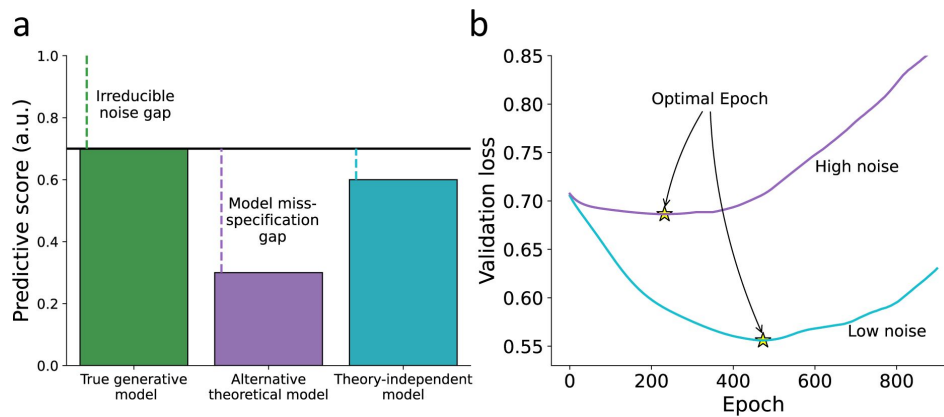 a
Predictive score (a.u.)
1.0
0.8
0.6
0.4
0.2
0.0
Irreducible
noise gap
Model miss-
specification
gap
True generative
model
Alternative
theoretical model
Theory-independent
model
b
Validation loss
0.85
0.80
0.75
0.70
0.65
0.60
0.55
Optimal Epoch
High noise
Low noise
0
200
400
600
800
Epoch